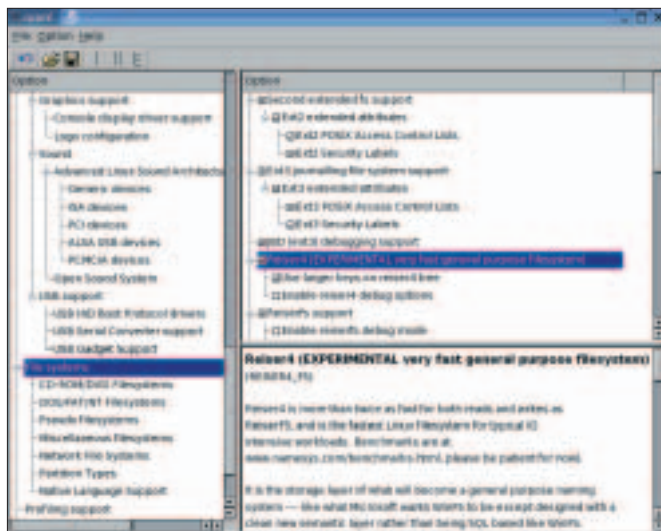 File Option Help
Option
Graphics support
Console display driver support
Logo configuration
Sound
Advanced Linux Sound Architectu
Generic devices
ISA devices
PCI devices
ALSA USB devices
PCMCIA devices
Open Sound System
USB support
USB HID Boot Protocol drivers
USB Serial Converter support
USB Gadget Support
File systems
CD-ROM/DVD Filesystems
DOS/FAT/NT Filesystems
Pseudo filesystems
Miscellaneous filesystems
Network File Systems
Partition Types
Native Language Support
Profiling support
Option
Second extended fs support
Ext2 extended attributes
Ext2 POSIX Access Control Lists
Ext2 Security Labels
Ext3 journalling file system support
Ext3 extended attributes
Ext3 POSIX Access Control Lists
Ext3 Security Labels
debugging support
Reiser4 (EXPERIMENTAL very fast general purpose filesystem)
Use larger keys on reiser4 tree
Enable reiser4 debug options
Reiserfs support
Enable reiserfs debug mode
Reiser4 (EXPERIMENTAL very fast general purpose filesystem)
(REISER4_FS)
Reiser4 is more than twice as fast for both reads and writes as
ReiserFS, and is the fastest Linux filesystem for typical IO
intensive workloads. Benchmarks are at
www.namesys.com/benchmarks.html, please be patient for now.
It is the storage layer of what will become a general purpose naming
system --- like what Microsoft wants WinFS to be except designed with a
clean new semantic layer rather than being SQL based like WinFS.